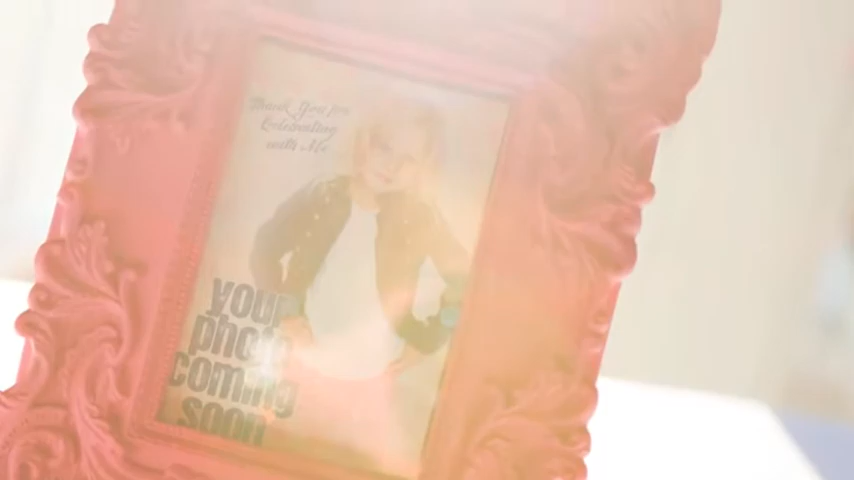 Thank You for
Celebrating
with Me
your
photo
coming
soon